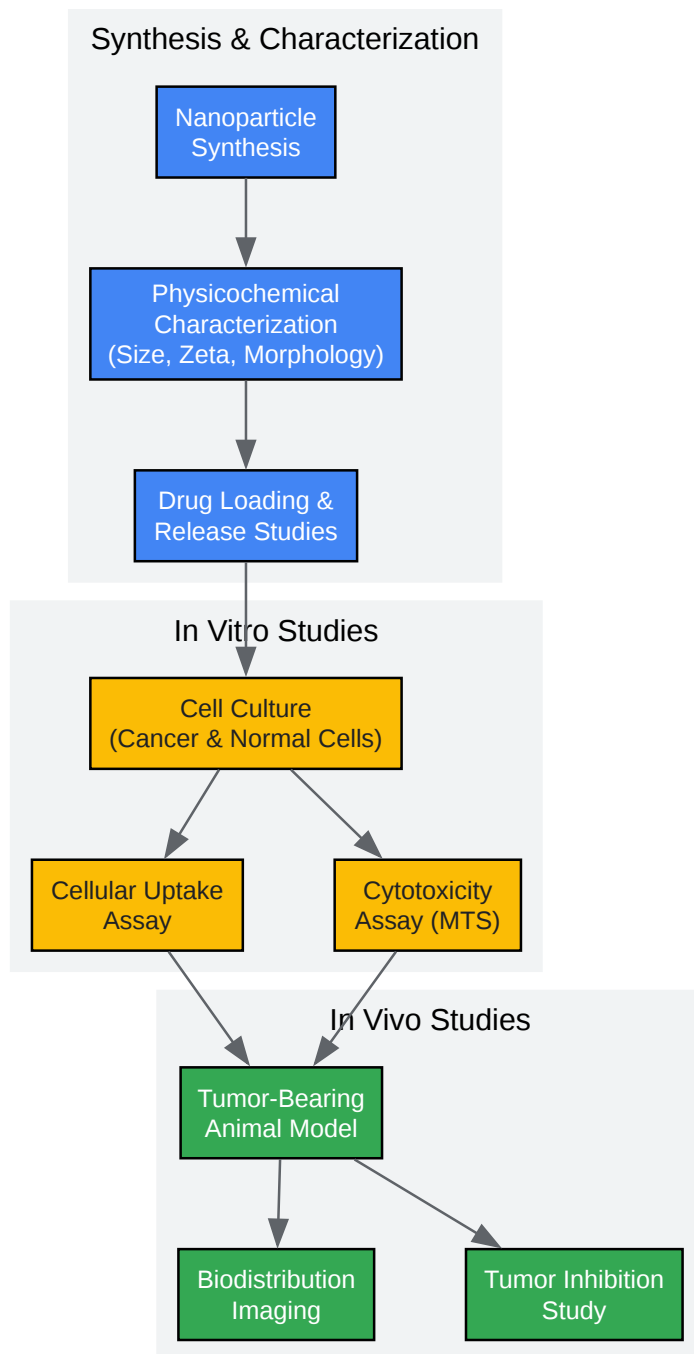 Synthesis & Characterization
Nanoparticle
Synthesis
Physicochemical
Characterization
(Size, Zeta, Morphology)
Drug Loading &
Release Studies
In Vitro Studies
Cell Culture
(Cancer & Normal Cells)
Cellular Uptake
Assay
Cytotoxicity
Assay (MTS)
In Vivo Studies
Tumor-Bearing
Animal Model
Biodistribution
Imaging
Tumor Inhibition
Study